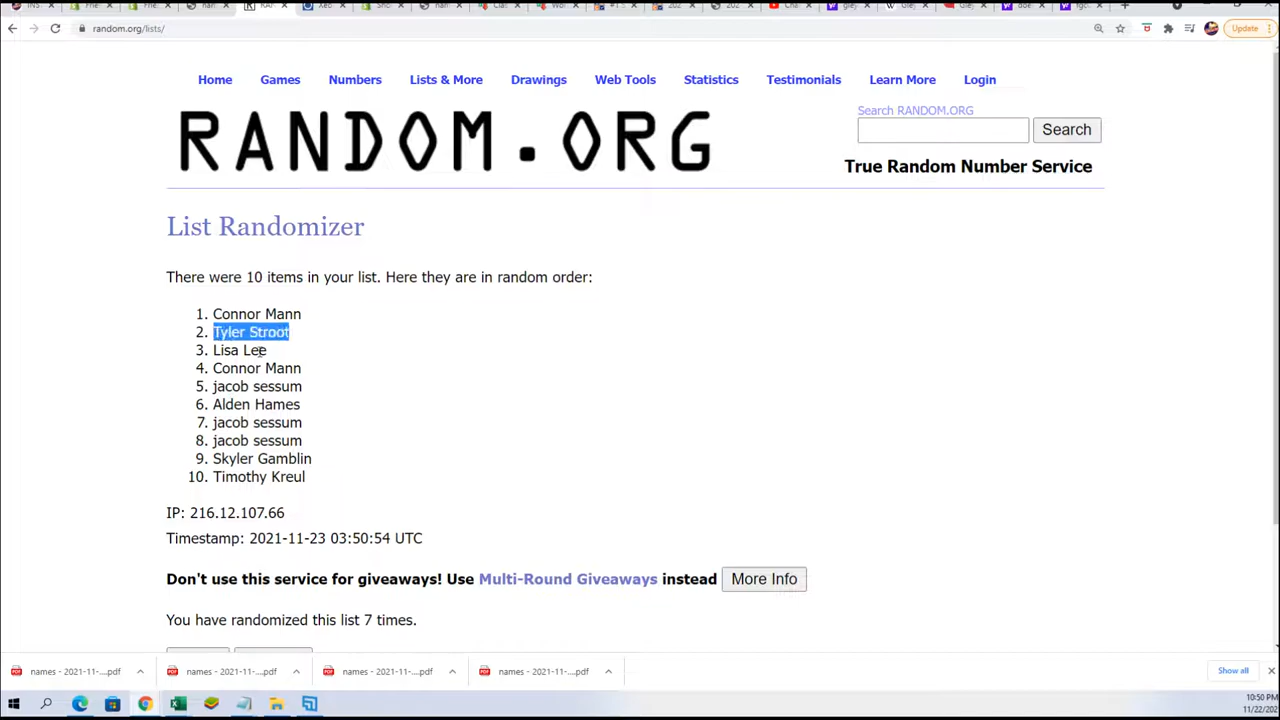 random.org/lists/
Update
Home Games Numbers Lists & More Drawings Web Tools Statistics Testimonials Learn More Login
RANDOM.ORG
Search RANDOM.ORG
Search
True Random Number Service
List Randomizer
There were 10 items in your list. Here they are in random order:
1. Connor Mann
2. Tyler Stroot
3. Lisa Lee
4. Connor Mann
5. jacob sessum
6. Alden Hames
7. jacob sessum
8. jacob sessum
9. Skyler Gamblin
10. Timothy Kreul
IP: 216.12.107.66
Timestamp: 2021-11-23 03:50:54 UTC
Don't use this service for giveaways! Use Multi-Round Giveaways instead More Info
You have randomized this list 7 times.
names - 2021-11-....pdf names - 2021-11-....pdf names - 2021-11-....pdf names - 2021-11-....pdf Show all
10:50 PM